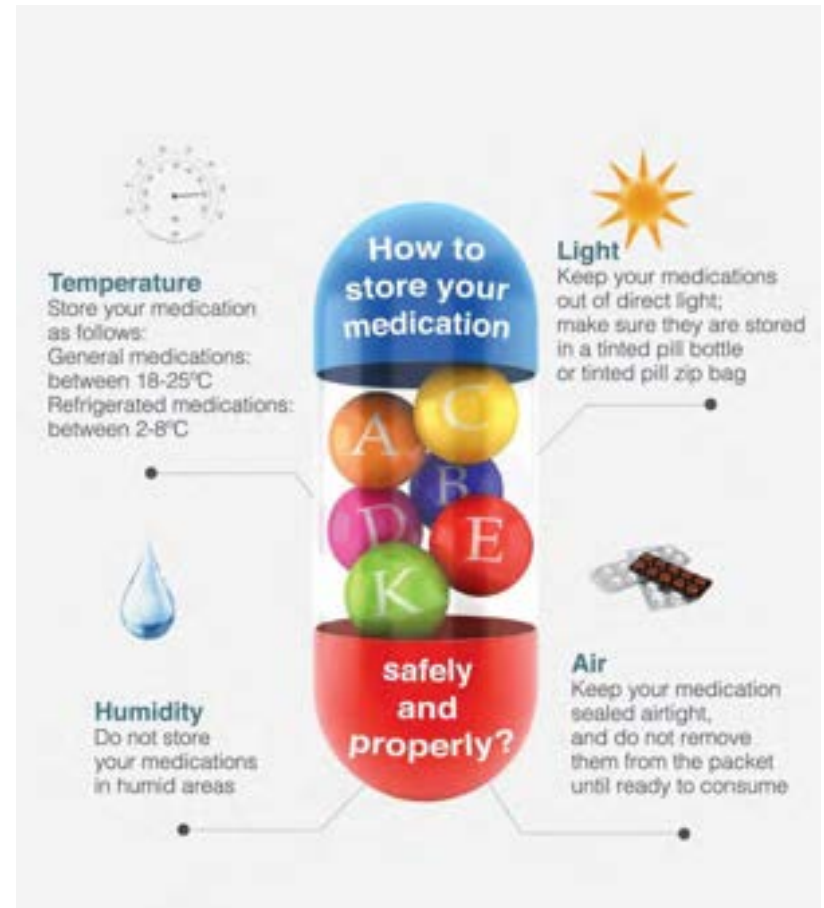 How to
store your
medication
A
C
B
D
E
K
safely
and
properly?
Temperature
Store your medication
as follows:
General medications:
between 18-25°C
Refrigerated medications:
between 2-8°C
Light
Keep your medications
out of direct light;
make sure they are stored
in a tinted pill bottle
or tinted pill zip bag
Humidity
Do not store
your medications
in humid areas
Air
Keep your medication
sealed airtight,
and do not remove
them from the packet
until ready to consume